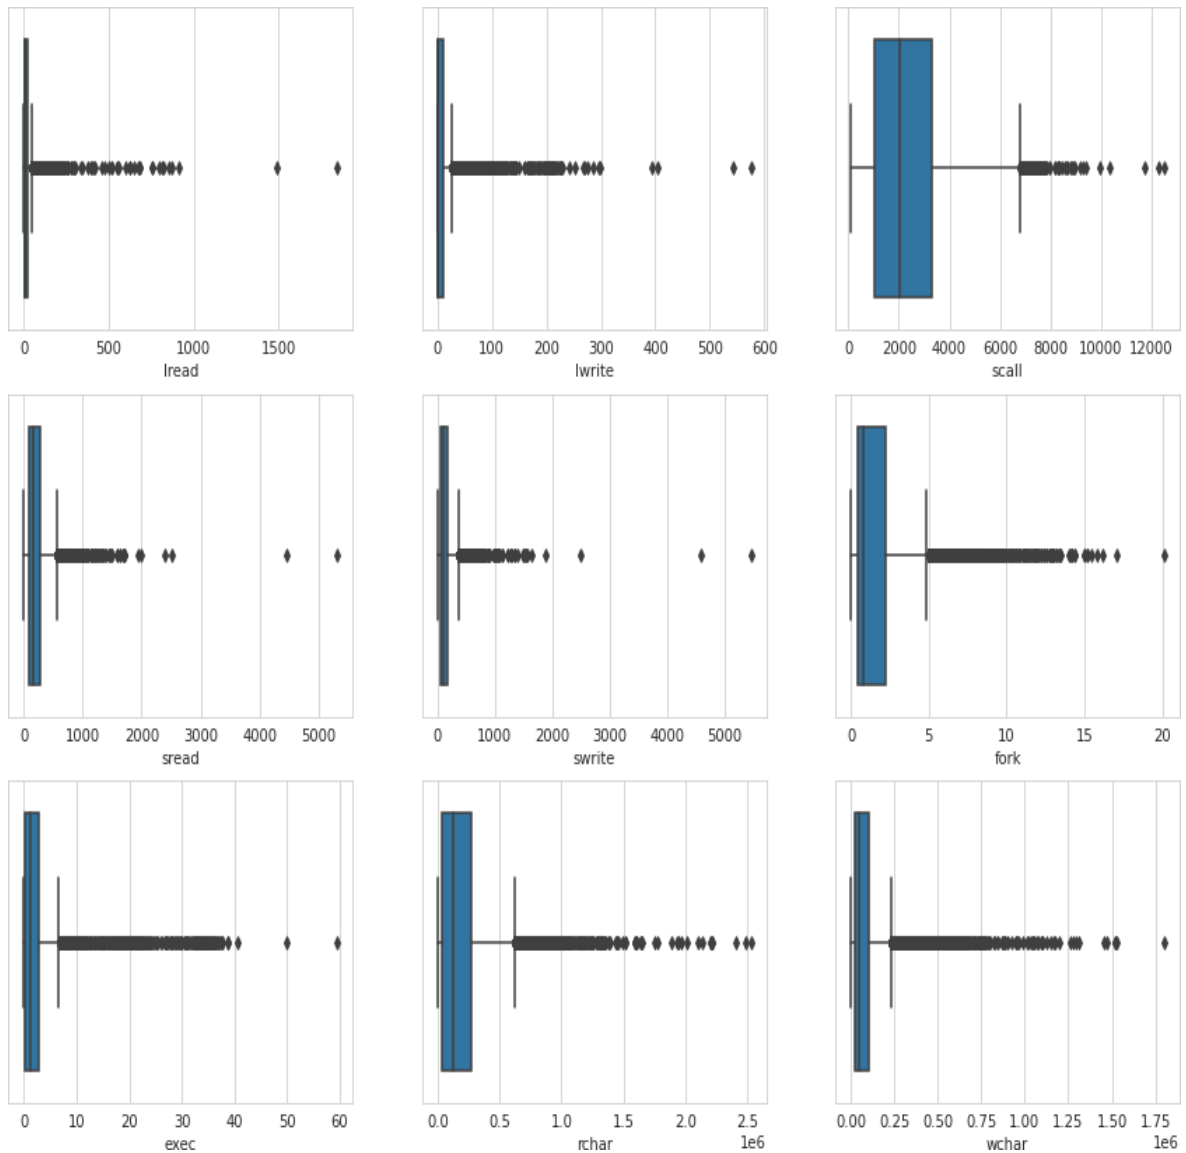 0 500 1000 1500
lread
0 100 200 300 400 500 600
lwrite
0 2000 4000 6000 8000 10000 12000
scall
0 1000 2000 3000 4000 5000
sread
0 1000 2000 3000 4000 5000
swrite
0 5 10 15 20
fork
0 10 20 30 40 50 60
exec
0.0 0.5 1.0 1.5 2.0 2.5
1e6
rchar
0.00 0.25 0.50 0.75 1.00 1.25 1.50 1.75
1e6
wchar